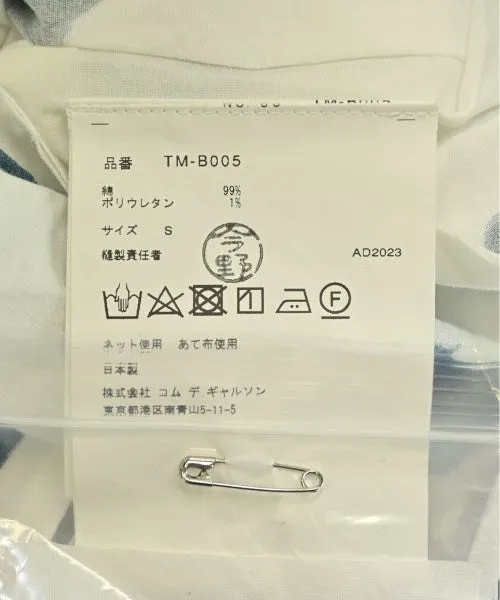 品番 TM-B005
綿 99%
ポリウレタン 1%
サイズ S
縫製責任者 今野 AD2023
F
ネット使用 あて布使用
日本製
株式会社 コム デ ギャルソン
東京都港区南青山5-11-5